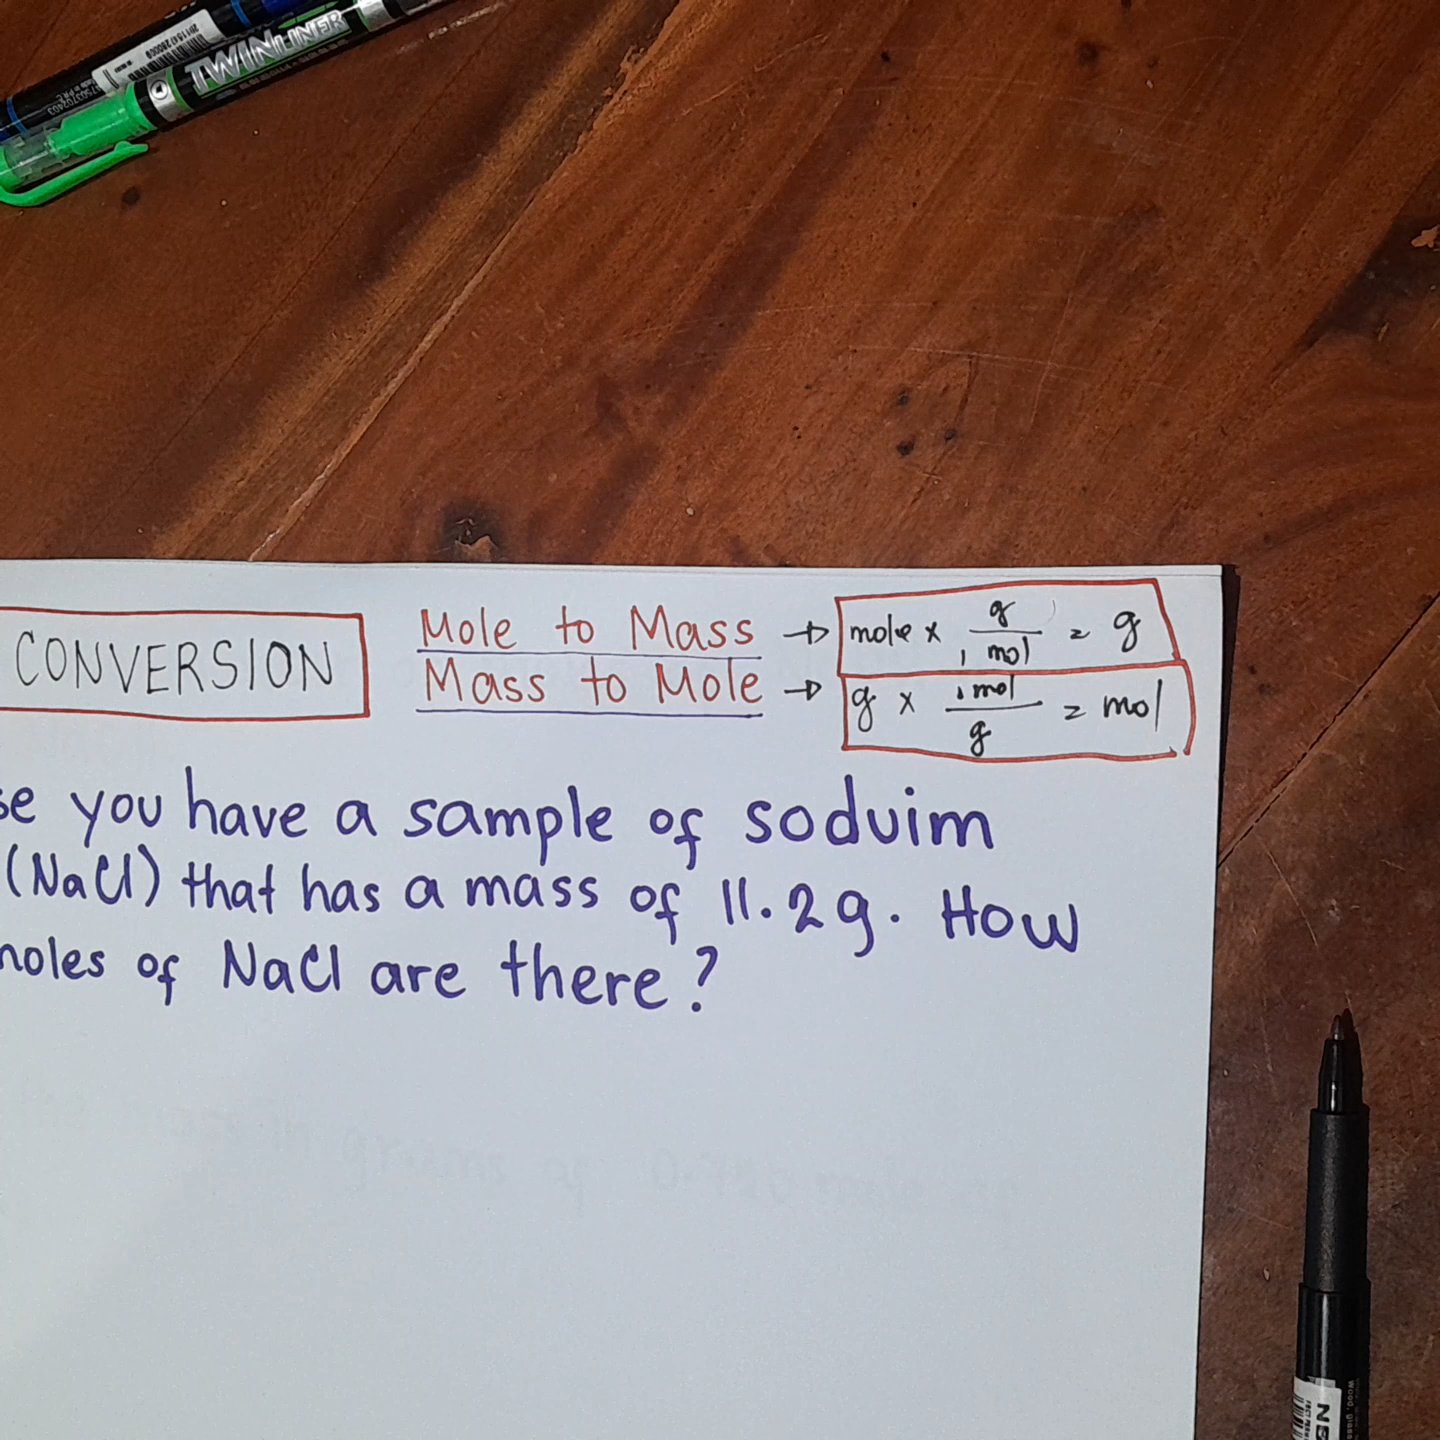 TWINLINER
CONVERSION
Mole to Mass → mole x g / 1 mol = g
Mass to Mole → g x 1 mol / g = mol
se you have a sample of soduim
(NaCl) that has a mass of 11.2g. How
moles of NaCl are there?